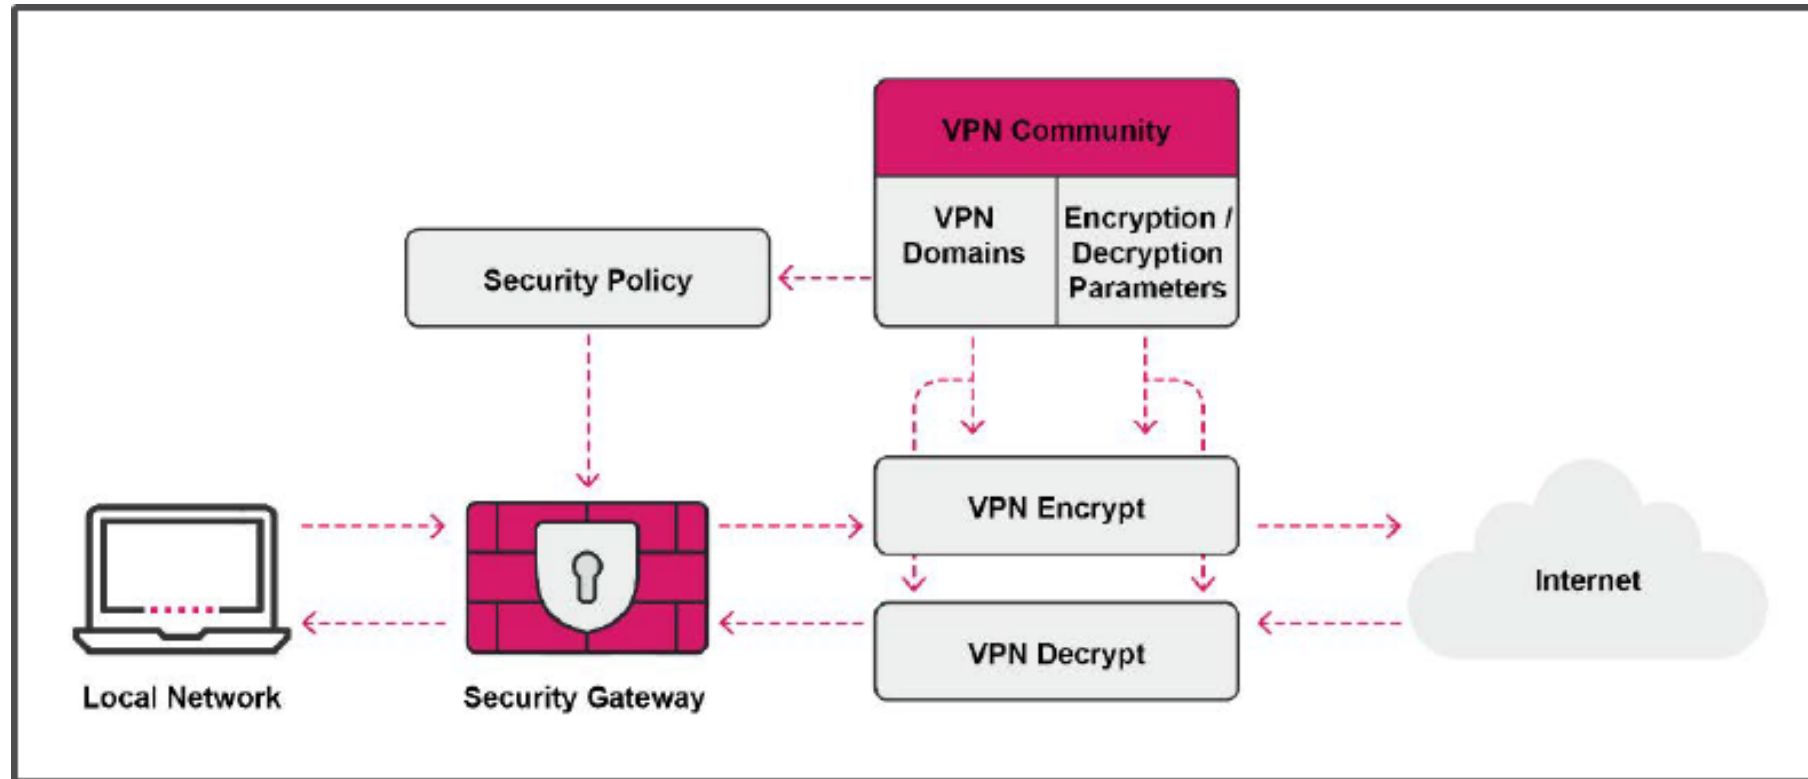 VPN Community
VPN
Domains
Encryption /
Decryption
Parameters
Security Policy
VPN Encrypt
Internet
VPN Decrypt
Local Network
Security Gateway